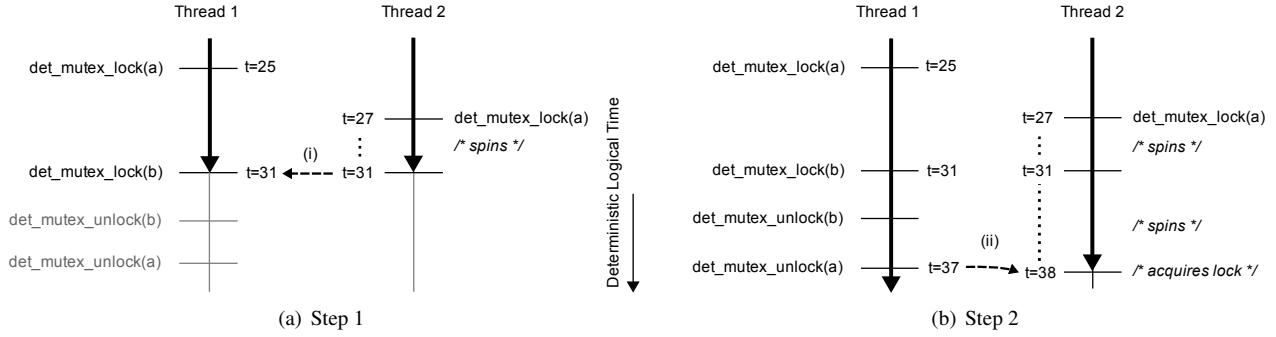 Thread 1 Thread 2
det_mutex_lock(a) t=25
t=27 det_mutex_lock(a)
/* spins */
(i)
det_mutex_lock(b) t=31 t=31
det_mutex_unlock(b)
det_mutex_unlock(a)
(a) Step 1
Deterministic Logical Time
Thread 1 Thread 2
det_mutex_lock(a) t=25
t=27 det_mutex_lock(a)
/* spins */
det_mutex_lock(b) t=31 t=31
det_mutex_unlock(b) /* spins */
(ii)
det_mutex_unlock(a) t=37 t=38 /* acquires lock */
(b) Step 2